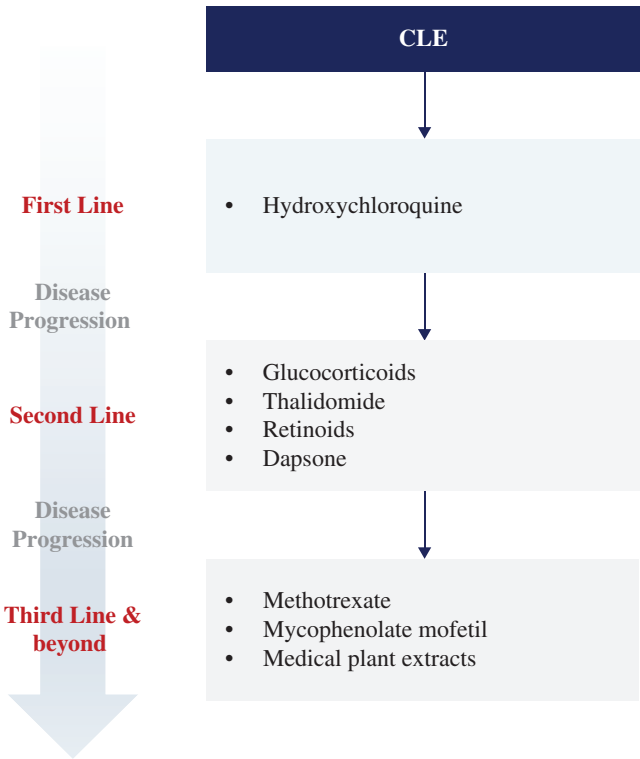 CLE
First Line
• Hydroxychloroquine
Disease
Progression
Second Line
• Glucocorticoids
• Thalidomide
• Retinoids
• Dapsone
Disease
Progression
Third Line &
beyond
• Methotrexate
• Mycophenolate mofetil
• Medical plant extracts